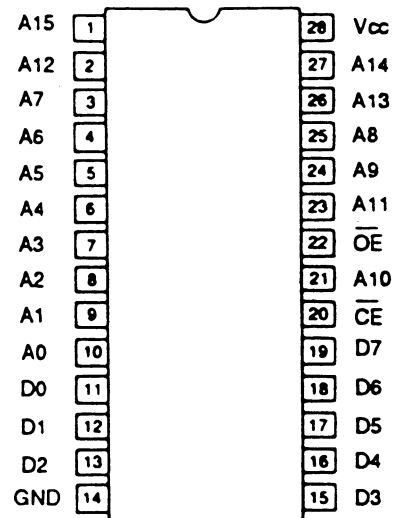 A15 1 28 Vcc
A12 2 27 A14
A7 3 26 A13
A6 4 25 A8
A5 5 24 A9
A4 6 23 A11
A3 7 22 O̅E̅
A2 8 21 A10
A1 9 20 C̅E̅
A0 10 19 D7
D0 11 18 D6
D1 12 17 D5
D2 13 16 D4
GND 14 15 D3